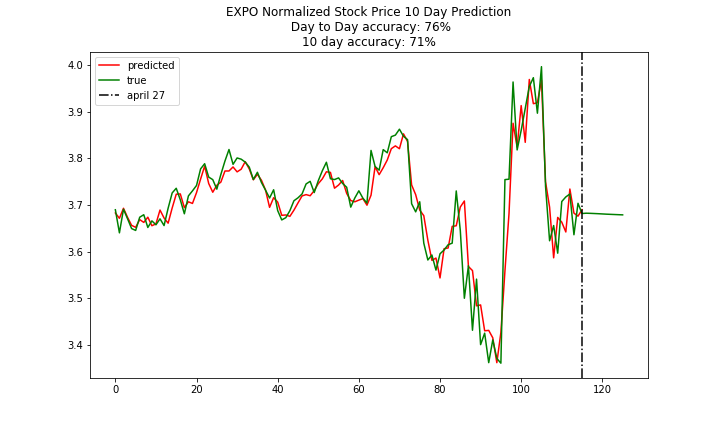 EXPO Normalized Stock Price 10 Day Prediction
Day to Day accuracy: 76%
10 day accuracy: 71%
predicted
true
april 27
4.0
3.9
3.8
3.7
3.6
3.5
3.4
0 20 40 60 80 100 120